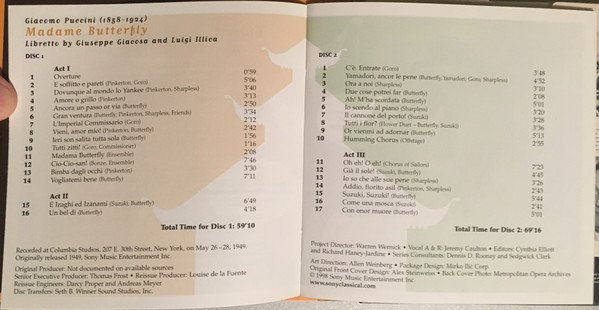 Giacomo Puccini (1858-1924)
Madame Butterfly
Libretto by Giuseppe Giacosa and Luigi Illica
DISC 1
Act I
1 Overture 0'59
2 E soffitto e pareti (Pinkerton, Goro) 5'06
3 Dovunque al mondo lo Yankee (Pinkerton, Sharpless) 3'40
4 Amore o grillo (Pinkerton) 3'13
5 Ancora un passo or via (Butterfly) 2'50
6 Gran ventura (Butterfly, Pinkerton, Sharpless, Friends) 3'34
7 L'Imperial Commissario (Goro) 2'12
8 Vieni, amor mio! (Pinkerton, Butterfly) 2'42
9 Ieri son salita tutta sola (Butterfly) 1'56
10 Tutti zitti! (Goro, Commissioner) 1'16
11 Madama Butterfly (Ensemble) 2'08
12 Cio-Cio-san! (Bonze, Ensemble) 7'46
13 Bimba dagli occhi (Pinkerton) 3'30
14 Vogliatemi bene (Butterfly) 7'11
Act II
15 E Izaghi ed Izanami (Suzuki, Butterfly) 6'49
16 Un bel dì (Butterfly) 4'18
Total Time for Disc 1: 59'10
Recorded at Columbia Studios, 207 E. 30th Street, New York, on May 26–28, 1949.
Originally released 1949, Sony Music Entertainment Inc.
Original Producer: Not documented on available sources
Senior Executive Producer: Thomas Frost • Reissue Producer: Louise de la Fuente
Reissue Engineers: Darcy Proper and Andreas Meyer
Disc Transfers: Seth B. Winner Sound Studios, Inc.
DISC 2
1 C'è. Entrate (Goro) 3'48
2 Yamadori, ancor le pene (Butterfly, Yamadori, Goro, Sharpless) 4'52
3 Ora a noi (Sharpless) 3'10
4 Due cose potrei far (Butterfly) 2'08
5 Ah! M'ha scordata (Butterfly) 5'01
6 Io scendo al piano (Sharpless) 3'20
7 Il cannone del porto! (Suzuki) 3'28
8 Tutti i fior? (Flower Duet – Butterfly, Suzuki) 3'36
9 Or vienmi ad adornar (Butterfly) 5'13
10 Humming Chorus (Offstage) 2'55
Act III
11 Oh eh! O eh! (Chorus of Sailors) 7'23
12 Già il sole! (Suzuki, Butterfly) 4'45
13 Io so che alle sue pene (Sharpless) 3'26
14 Addio, fiorito asil (Pinkerton, Sharpless) 2'43
15 Suzuki, Suzuki! (Butterfly) 5'44
16 Come una mosca (Suzuki, Butterfly) 2'41
17 Con onor muore (Butterfly) 5'01
Total Time for Disc 2: 69'16
Project Director: Warren Wernick • Vocal A & R: Jeremy Caulton • Editors: Cynthia Elliott
and Richard Haney-Jardine • Series Consultants: Dennis D. Rooney and Sedgwick Clark
Art Direction: Allen Weinberg • Package Design: Mirko Ilić Corp.
Original Front Cover Design: Alex Steinweiss • Back Cover Photo: Metropolitan Opera Archives
©1998 Sony Music Entertainment Inc.
www.sonyclassical.com